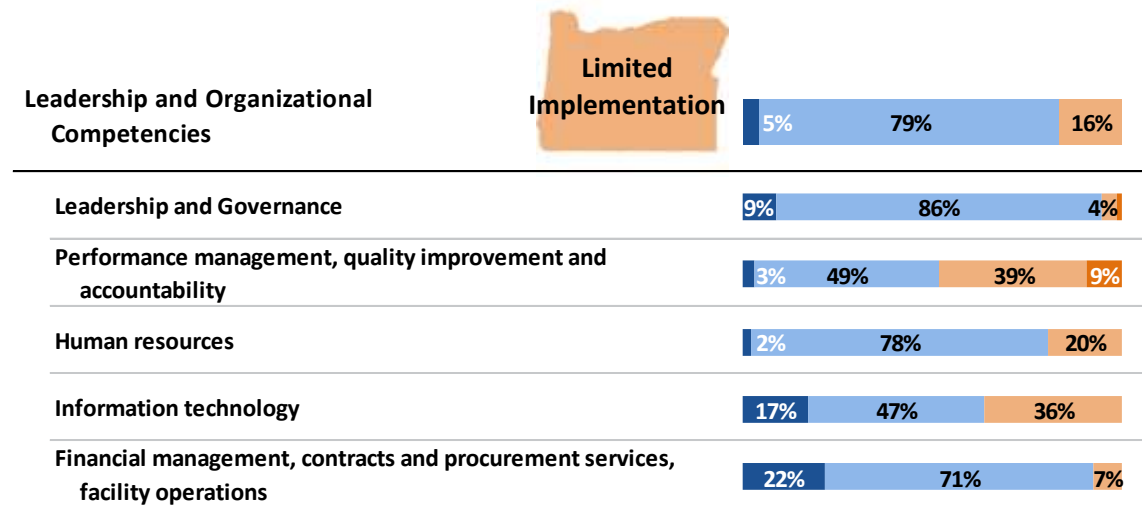 Limited
Implementation
Leadership and Organizational
Competencies
5% 79% 16%
Leadership and Governance
9% 86% 4%
Performance management, quality improvement and
accountability
3% 49% 39% 9%
Human resources
2% 78% 20%
Information technology
17% 47% 36%
Financial management, contracts and procurement services,
facility operations
22% 71% 7%